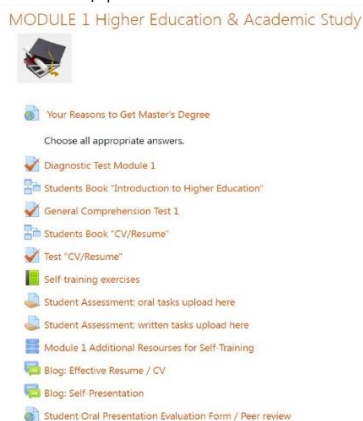 MODULE 1 Higher Education & Academic Study
Your Reasons to Get Master's Degree
Choose all appropriate answers.
Diagnostic Test Module 1
Students Book "Introduction to Higher Education"
General Comprehension Test 1
Students Book "CV/Resume"
Test "CV/Resume"
Self-training exercises
Student Assessment: oral tasks upload here
Student Assessment: written tasks upload here
Module 1 Additional Resourses for Self-Training
Blog: Effective Resume / CV
Blog: Self-Presentation
Student Oral Presentation Evaluation Form / Peer review